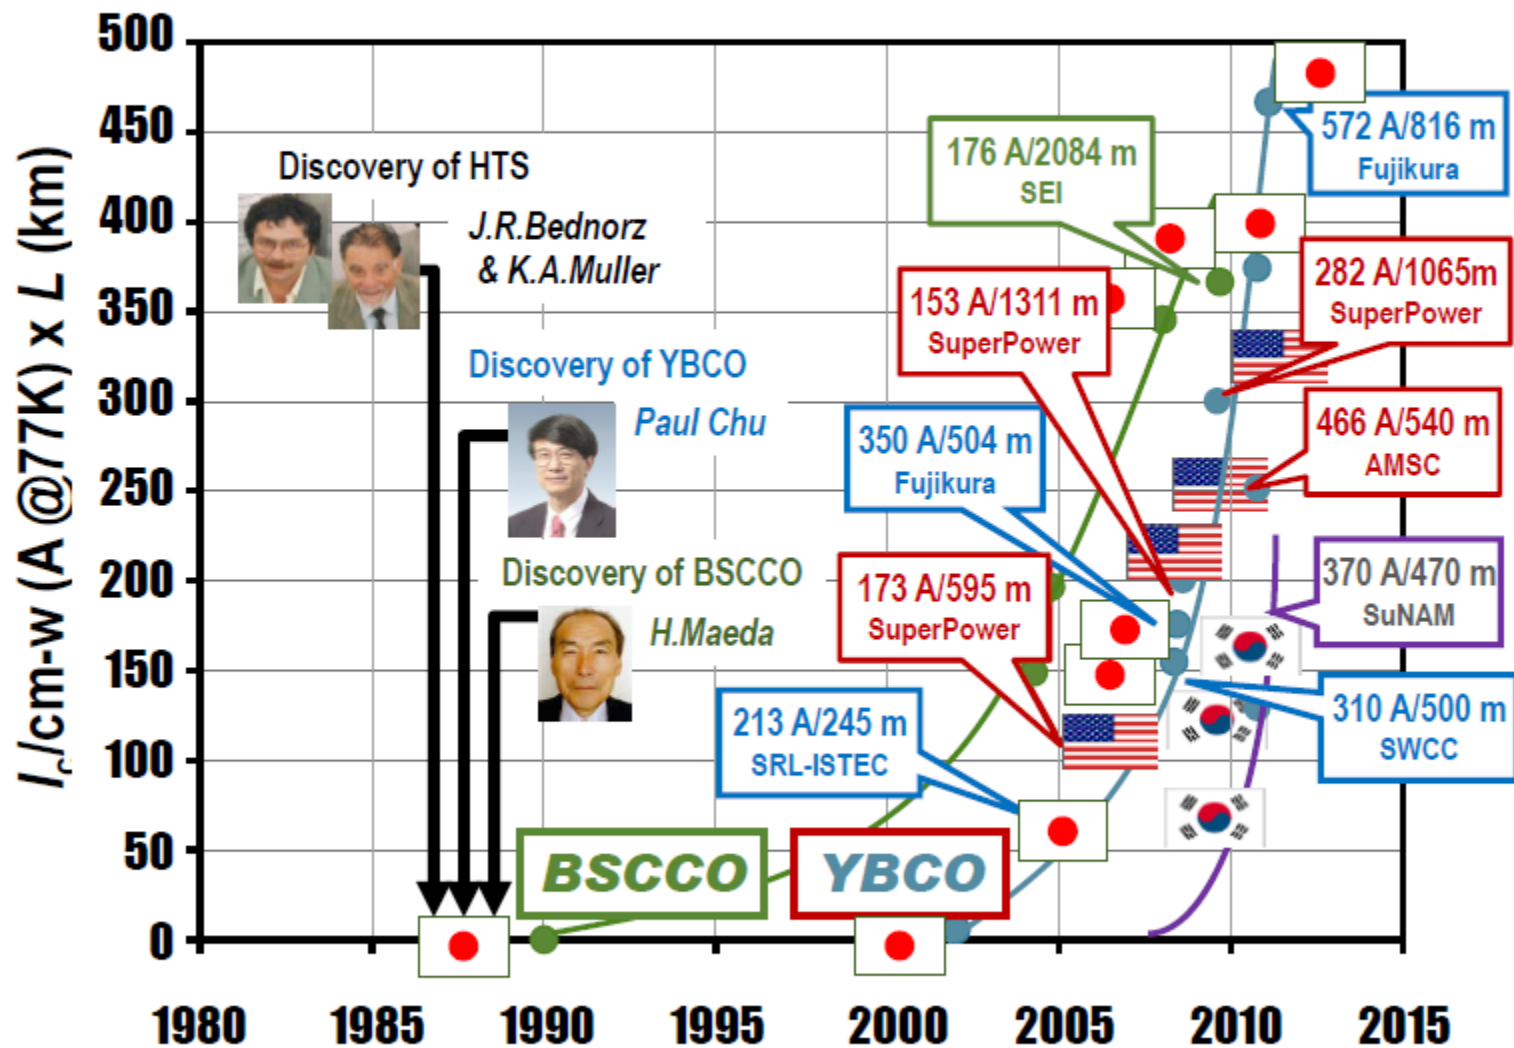 I_c/cm-w (A @77K) x L (km)
500
450
400
350
300
250
200
150
100
50
0
1980
1985
1990
1995
2000
2005
2010
2015
Discovery of HTS
J.R.Bednorz
& K.A.Muller
Discovery of YBCO
Paul Chu
Discovery of BSCCO
H.Maeda
BSCCO
YBCO
176 A/2084 m
SEI
572 A/816 m
Fujikura
153 A/1311 m
SuperPower
282 A/1065m
SuperPower
350 A/504 m
Fujikura
466 A/540 m
AMSC
173 A/595 m
SuperPower
370 A/470 m
SuNAM
213 A/245 m
SRL-ISTEC
310 A/500 m
SWCC